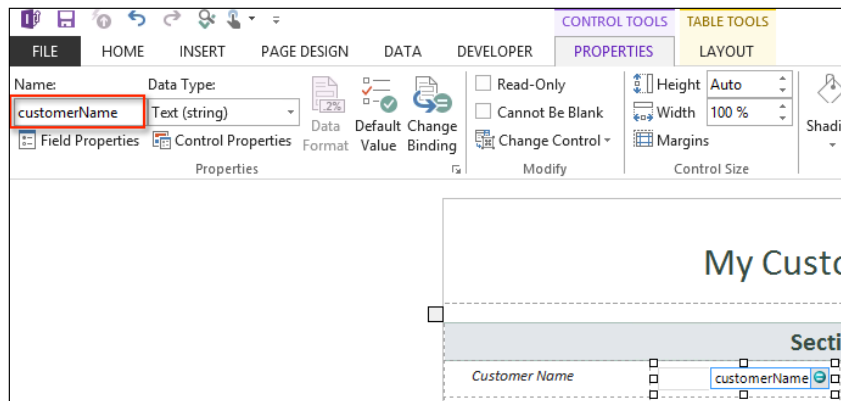 CONTROL TOOLS TABLE TOOLS
FILE HOME INSERT PAGE DESIGN DATA DEVELOPER PROPERTIES LAYOUT
Name: Data Type: Read-Only Height Auto
customerName Text (string) Cannot Be Blank Width 100 %
Field Properties Control Properties Data Format Default Value Change Binding Change Control Margins Shadi
Properties Modify Control Size
My Custo
Secti
Customer Name customerName